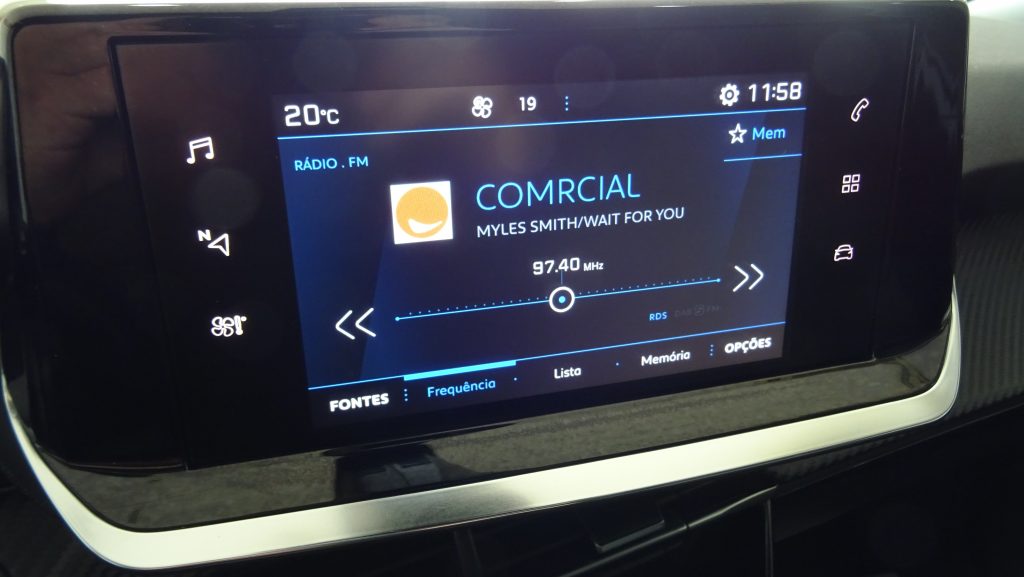 20°C 19 11:58
Mem
RÁDIO . FM
COMRCIAL
MYLES SMITH/WAIT FOR YOU
N
97.40 MHz
RDS DAB FM
FONTES Frequência Lista Memória OPÇÕES